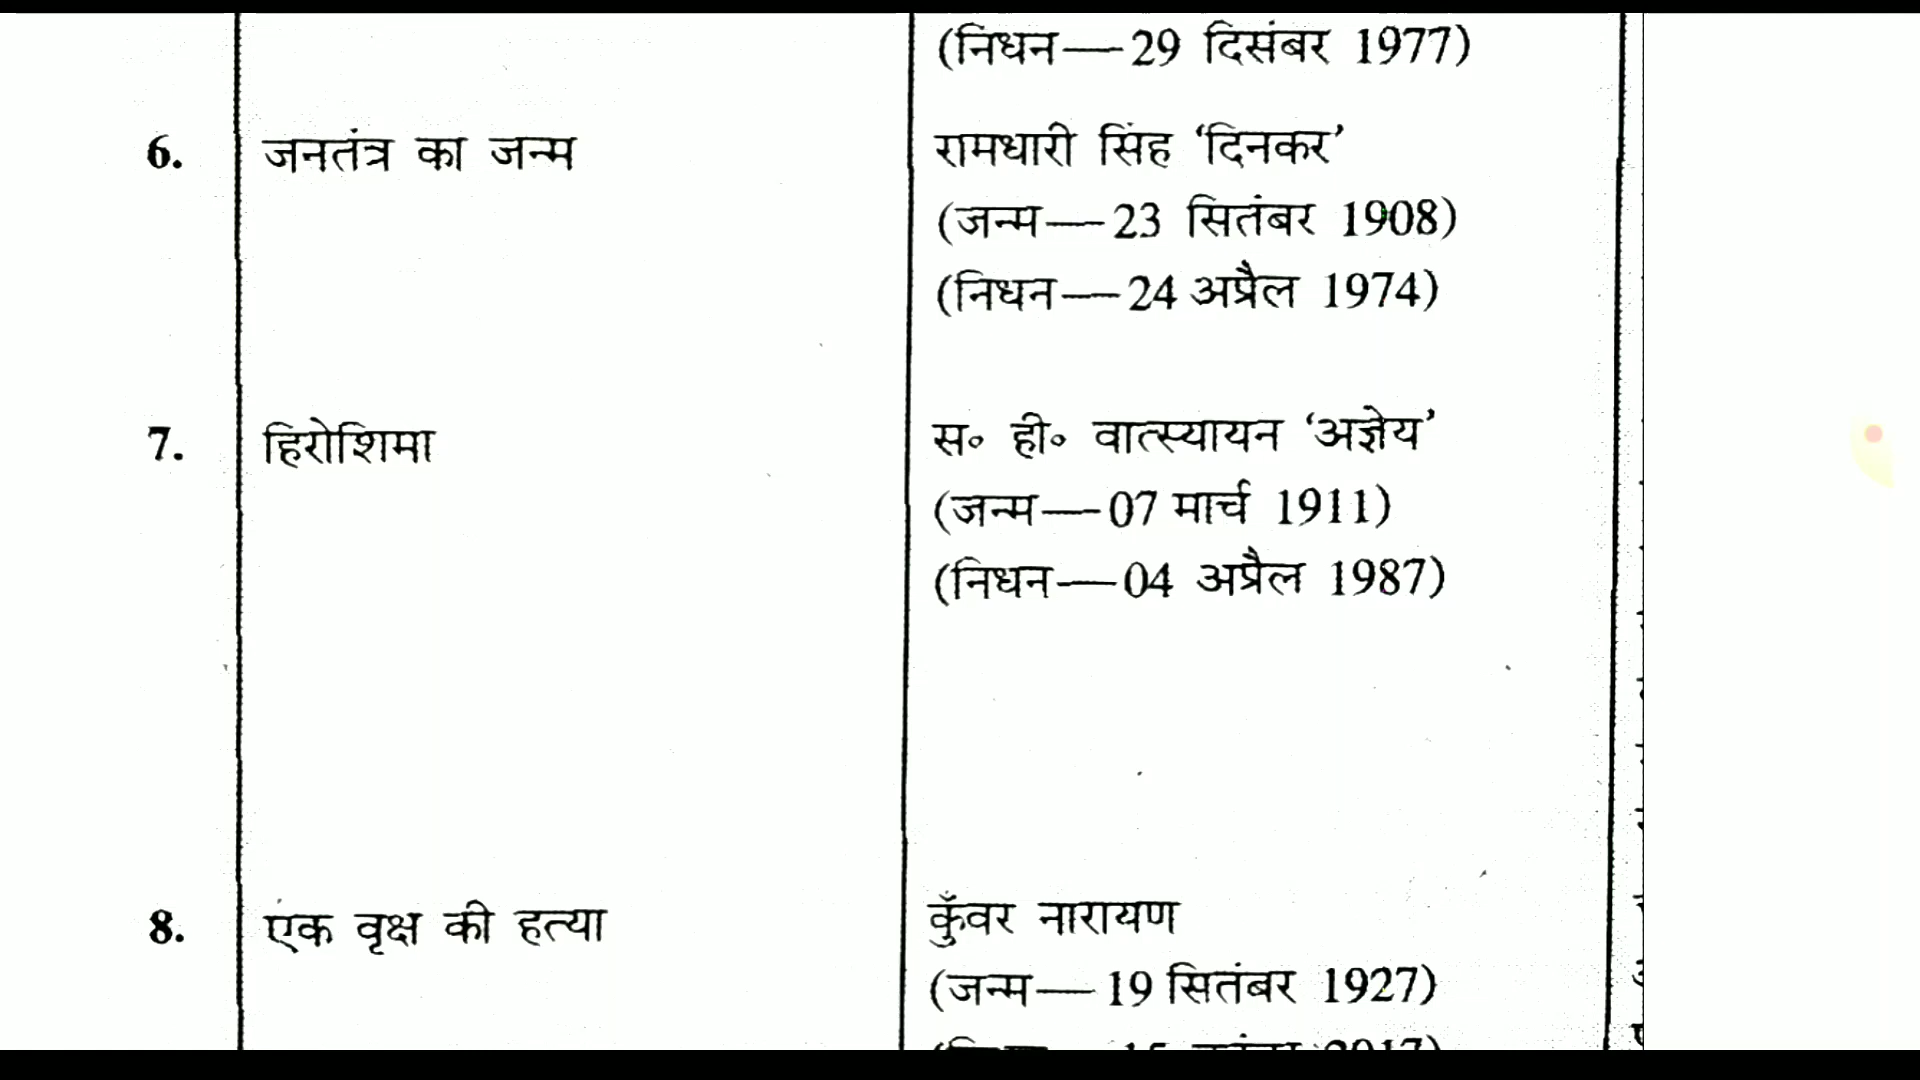 (निधन—29 दिसंबर 1977)
6. जनतंत्र का जन्म रामधारी सिंह ‘दिनकर’
(जन्म—23 सितंबर 1908)
(निधन—24 अप्रैल 1974)
7. हिरोशिमा स॰ ही॰ वात्स्यायन ‘अज्ञेय’
(जन्म—07 मार्च 1911)
(निधन—04 अप्रैल 1987)
8. एक वृक्ष की हत्या कुँवर नारायण
(जन्म—19 सितंबर 1927)